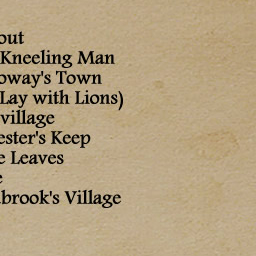 out
Kneeling Man
oway's Town
Lay with Lions)
village
ester's Keep
e Leaves
e
brook's Village